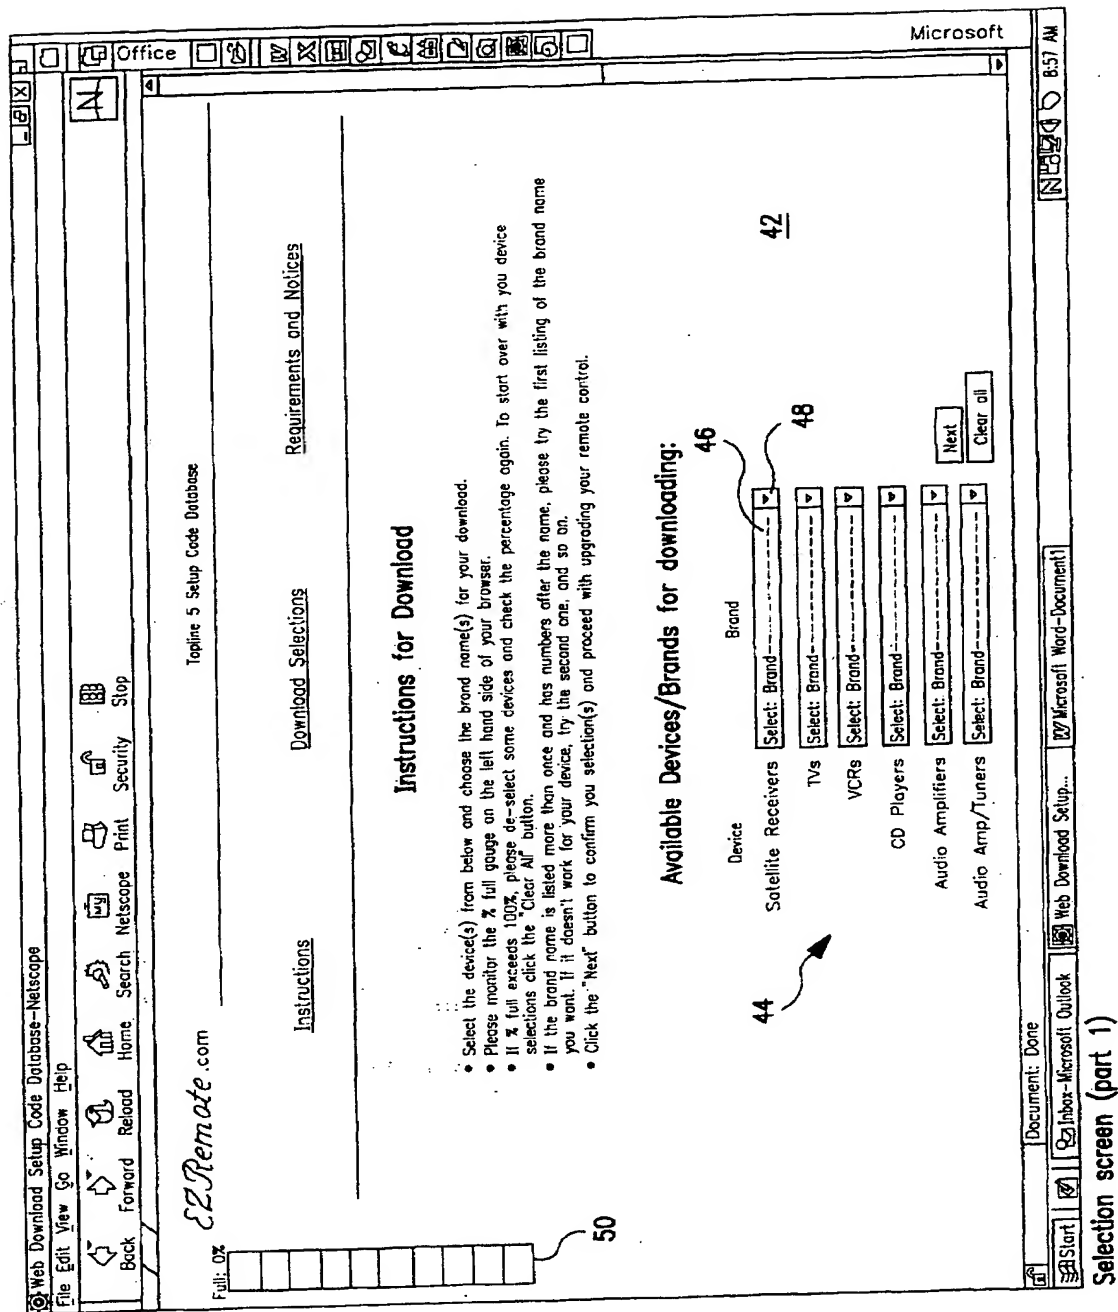 Web Download Setup Code Database-Netscape
File Edit View Go Window Help
Back Forward Reload Home Search Netscape Print Security Stop
N
Office
Microsoft
Full: 0%
EZRemote.com
Topline 5 Setup Code Database
Instructions Download Selections Requirements and Notices
Instructions for Download
• Select the device(s) from below and choose the brand name(s) for your download.
• Please monitor the % full gauge on the left hand side of your browser.
• If % full exceeds 100%, please de-select some devices and check the percentage again. To start over with you device
selections click the "Clear All" button.
• If the brand name is listed more than once and has numbers after the name, please try the first listing of the brand name
you want. If it doesn't work for your device, try the second one, and so on.
• Click the "Next" button to confirm you selection(s) and proceed with upgrading your remote control.
Available Devices/Brands for downloading:
Device Brand
Satellite Receivers Select: Brand
TVs Select: Brand
VCRs Select: Brand
CD Players Select: Brand
Audio Amplifiers Select: Brand
Audio Amp/Tuners Select: Brand
Next
Clear all
42
44
46
48
50
Document: Done
Start Inbox-Microsoft Outlook Web Download Setup... W Microsoft Word-Document1 8:57 AM
Selection screen (part 1)